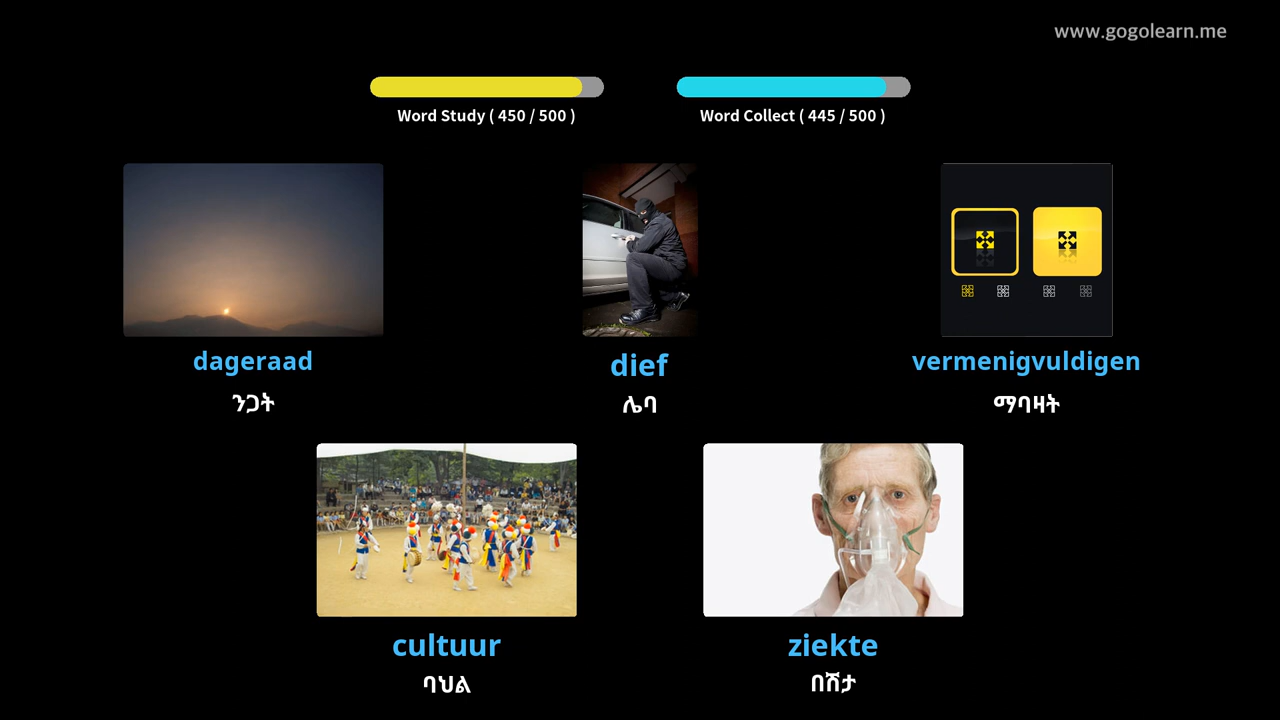 www.gogolearn.me
Word Study ( 450 / 500 )
Word Collect ( 445 / 500 )
dageraad
ንጋት
dief
ሌባ
vermenigvuldigen
ማባዛት
cultuur
ባህል
ziekte
በሽታ